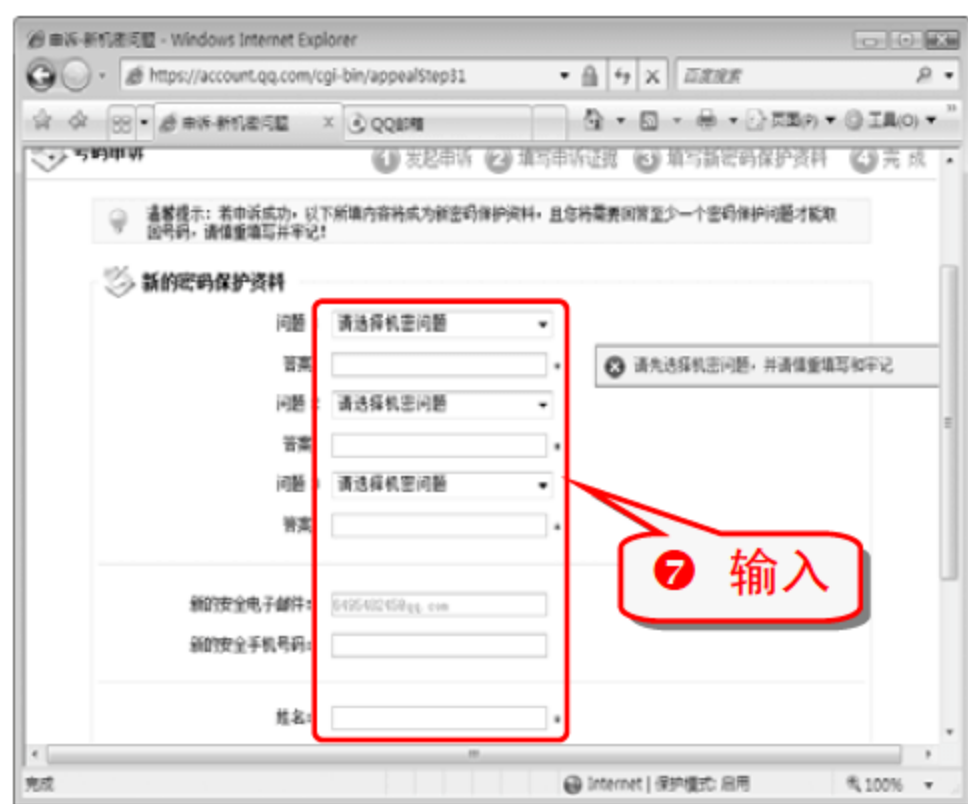 申诉-新机密问题 - Windows Internet Explorer
https://account.qq.com/cgi-bin/appealStep31 百度搜索
申诉-新机密问题 × QQ邮箱 页面(P) 工具(O)
号码申诉 1 发起申诉 2 填写申诉证据 3 填写新密码保护资料 4 完 成
温馨提示：若申诉成功，以下所填内容将成为新密码保护资料，且您将需要回答至少一个密码保护问题才能取
回号码，请慎重填写并牢记！
新的密码保护资料
问题 请选择机密问题
答案 *
请先选择机密问题，并请慎重填写和牢记
问题： 请选择机密问题
答案 *
问题 请选择机密问题
答案 *
❼ 输入
新的安全电子邮件：
新的安全手机号码：
姓名： *
完成 Internet | 保护模式: 启用 100%